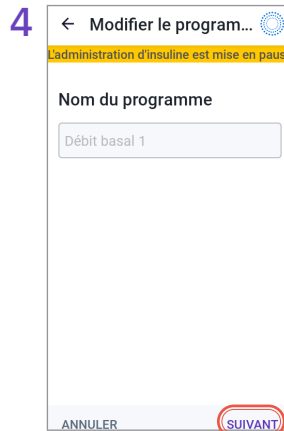 4
← Modifier le program...
L'administration d'insuline est mise en paus
Nom du programme
Débit basal 1
ANNULER SUIVANT